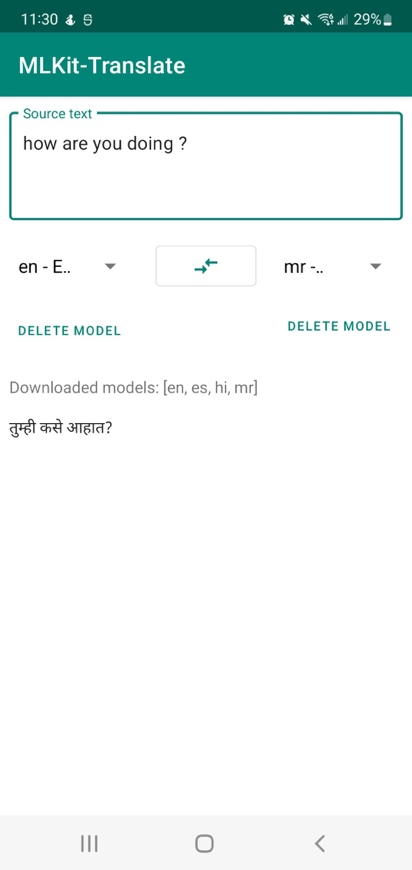 11:30 29%
MLKit-Translate
Source text
how are you doing ?
en - E.. mr -..
DELETE MODEL DELETE MODEL
Downloaded models: [en, es, hi, mr]
तुम्ही कसे आहात?